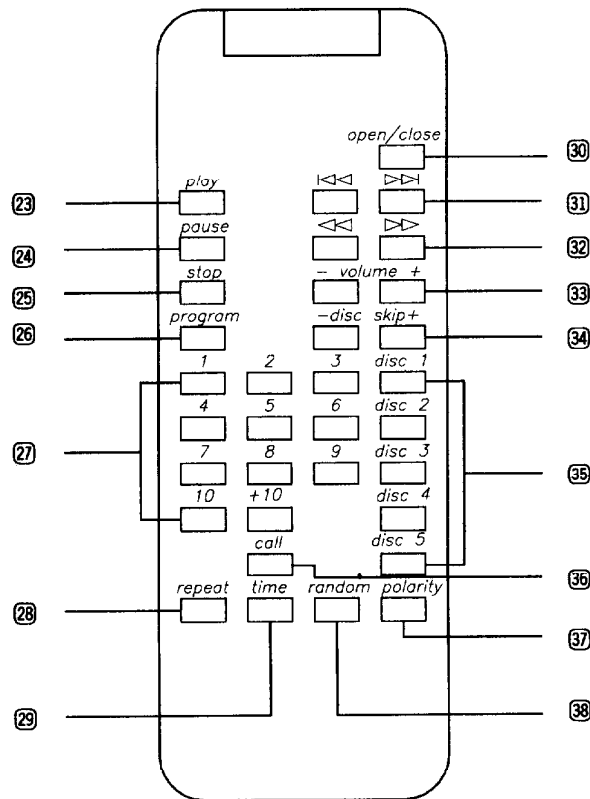 open/close
30
play
23
31
pause
24
32
stop
- volume +
25
33
program
-disc skip+
26
34
1 2 3 disc 1
4 5 6 disc 2
7 8 9 disc 3
27
35
10 +10 disc 4
call disc 5
36
repeat time random polarity
28
37
29
38